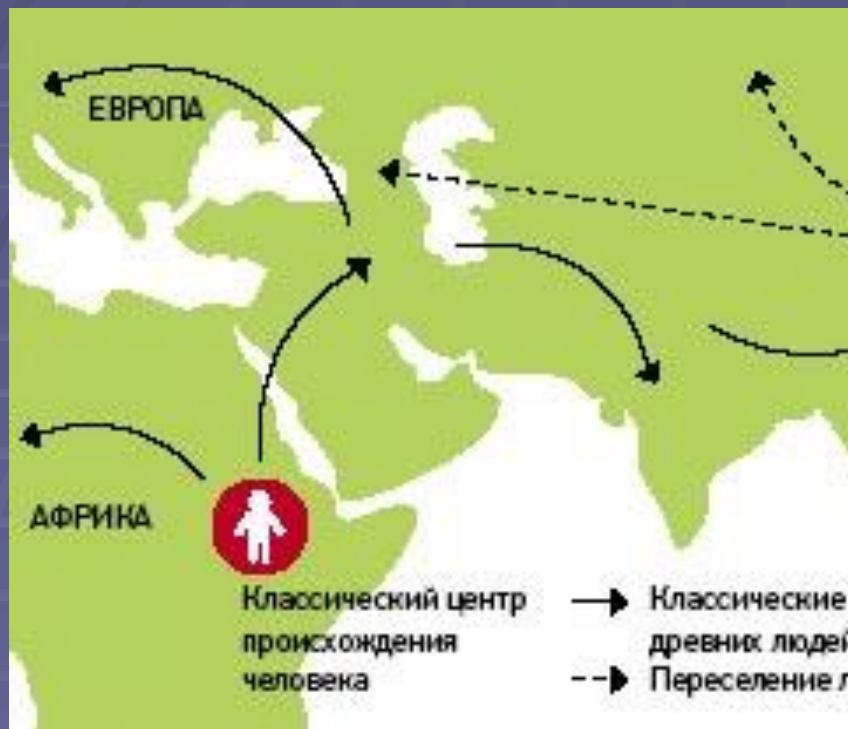 ЕВРОПА
АФРИКА
Классический центр
происхождения
человека
Классические
древних людей
Переселение л